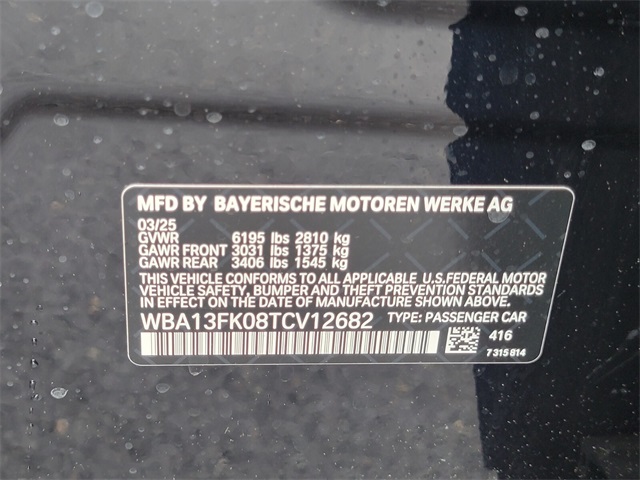 MFD BY BAYERISCHE MOTOREN WERKE AG
03/25
GVWR 6195 lbs 2810 kg
GAWR FRONT 3031 lbs 1375 kg
GAWR REAR 3406 lbs 1545 kg
THIS VEHICLE CONFORMS TO ALL APPLICABLE U.S.FEDERAL MOTOR
VEHICLE SAFETY, BUMPER AND THEFT PREVENTION STANDARDS
IN EFFECT ON THE DATE OF MANUFACTURE SHOWN ABOVE.
WBA13FK08TCV12682 TYPE: PASSENGER CAR
416
7315814